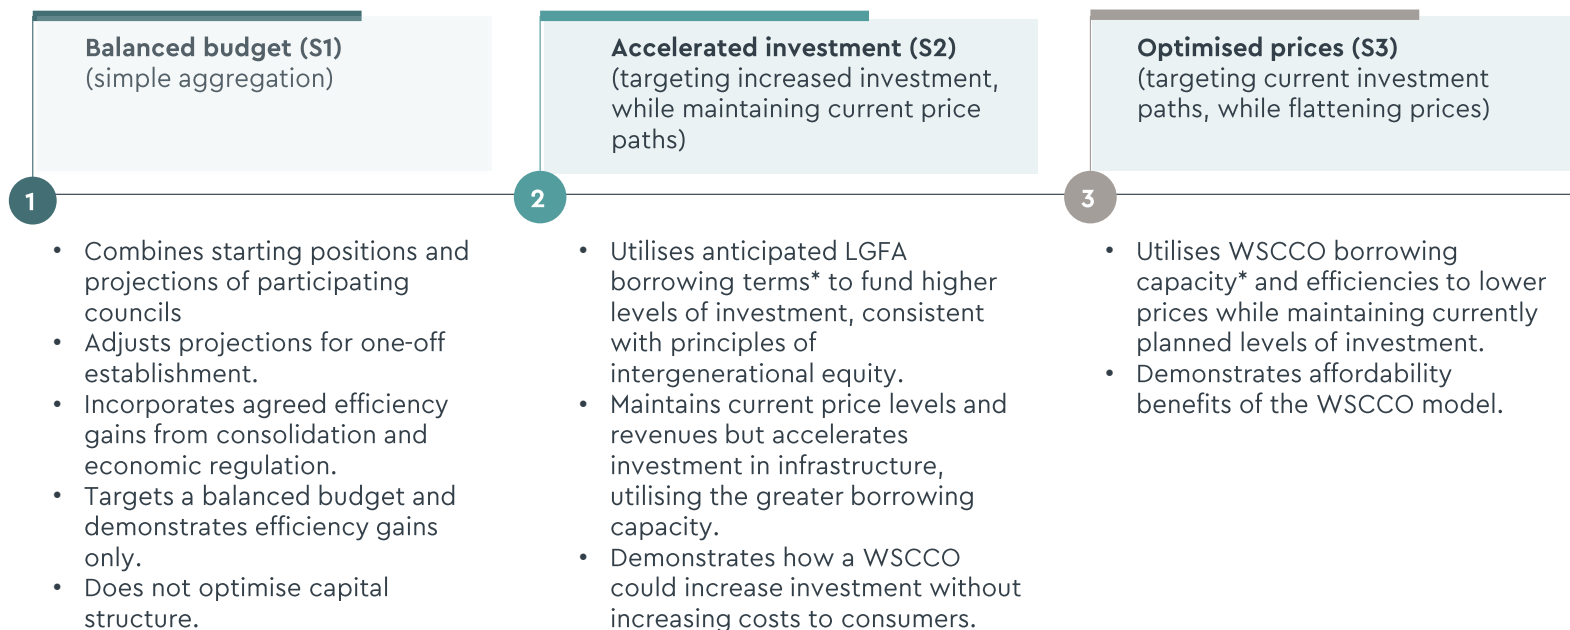 Balanced budget (S1)
(simple aggregation)
1
• Combines starting positions and
projections of participating
councils
• Adjusts projections for one-off
establishment.
• Incorporates agreed efficiency
gains from consolidation and
economic regulation.
• Targets a balanced budget and
demonstrates efficiency gains
only.
• Does not optimise capital
structure.
Accelerated investment (S2)
(targeting increased investment,
while maintaining current price
paths)
2
• Utilises anticipated LGFA
borrowing terms* to fund higher
levels of investment, consistent
with principles of
intergenerational equity.
• Maintains current price levels and
revenues but accelerates
investment in infrastructure,
utilising the greater borrowing
capacity.
• Demonstrates how a WSCCO
could increase investment without
increasing costs to consumers.
Optimised prices (S3)
(targeting current investment
paths, while flattening prices)
3
• Utilises WSCCO borrowing
capacity* and efficiencies to lower
prices while maintaining currently
planned levels of investment.
• Demonstrates affordability
benefits of the WSCCO model.